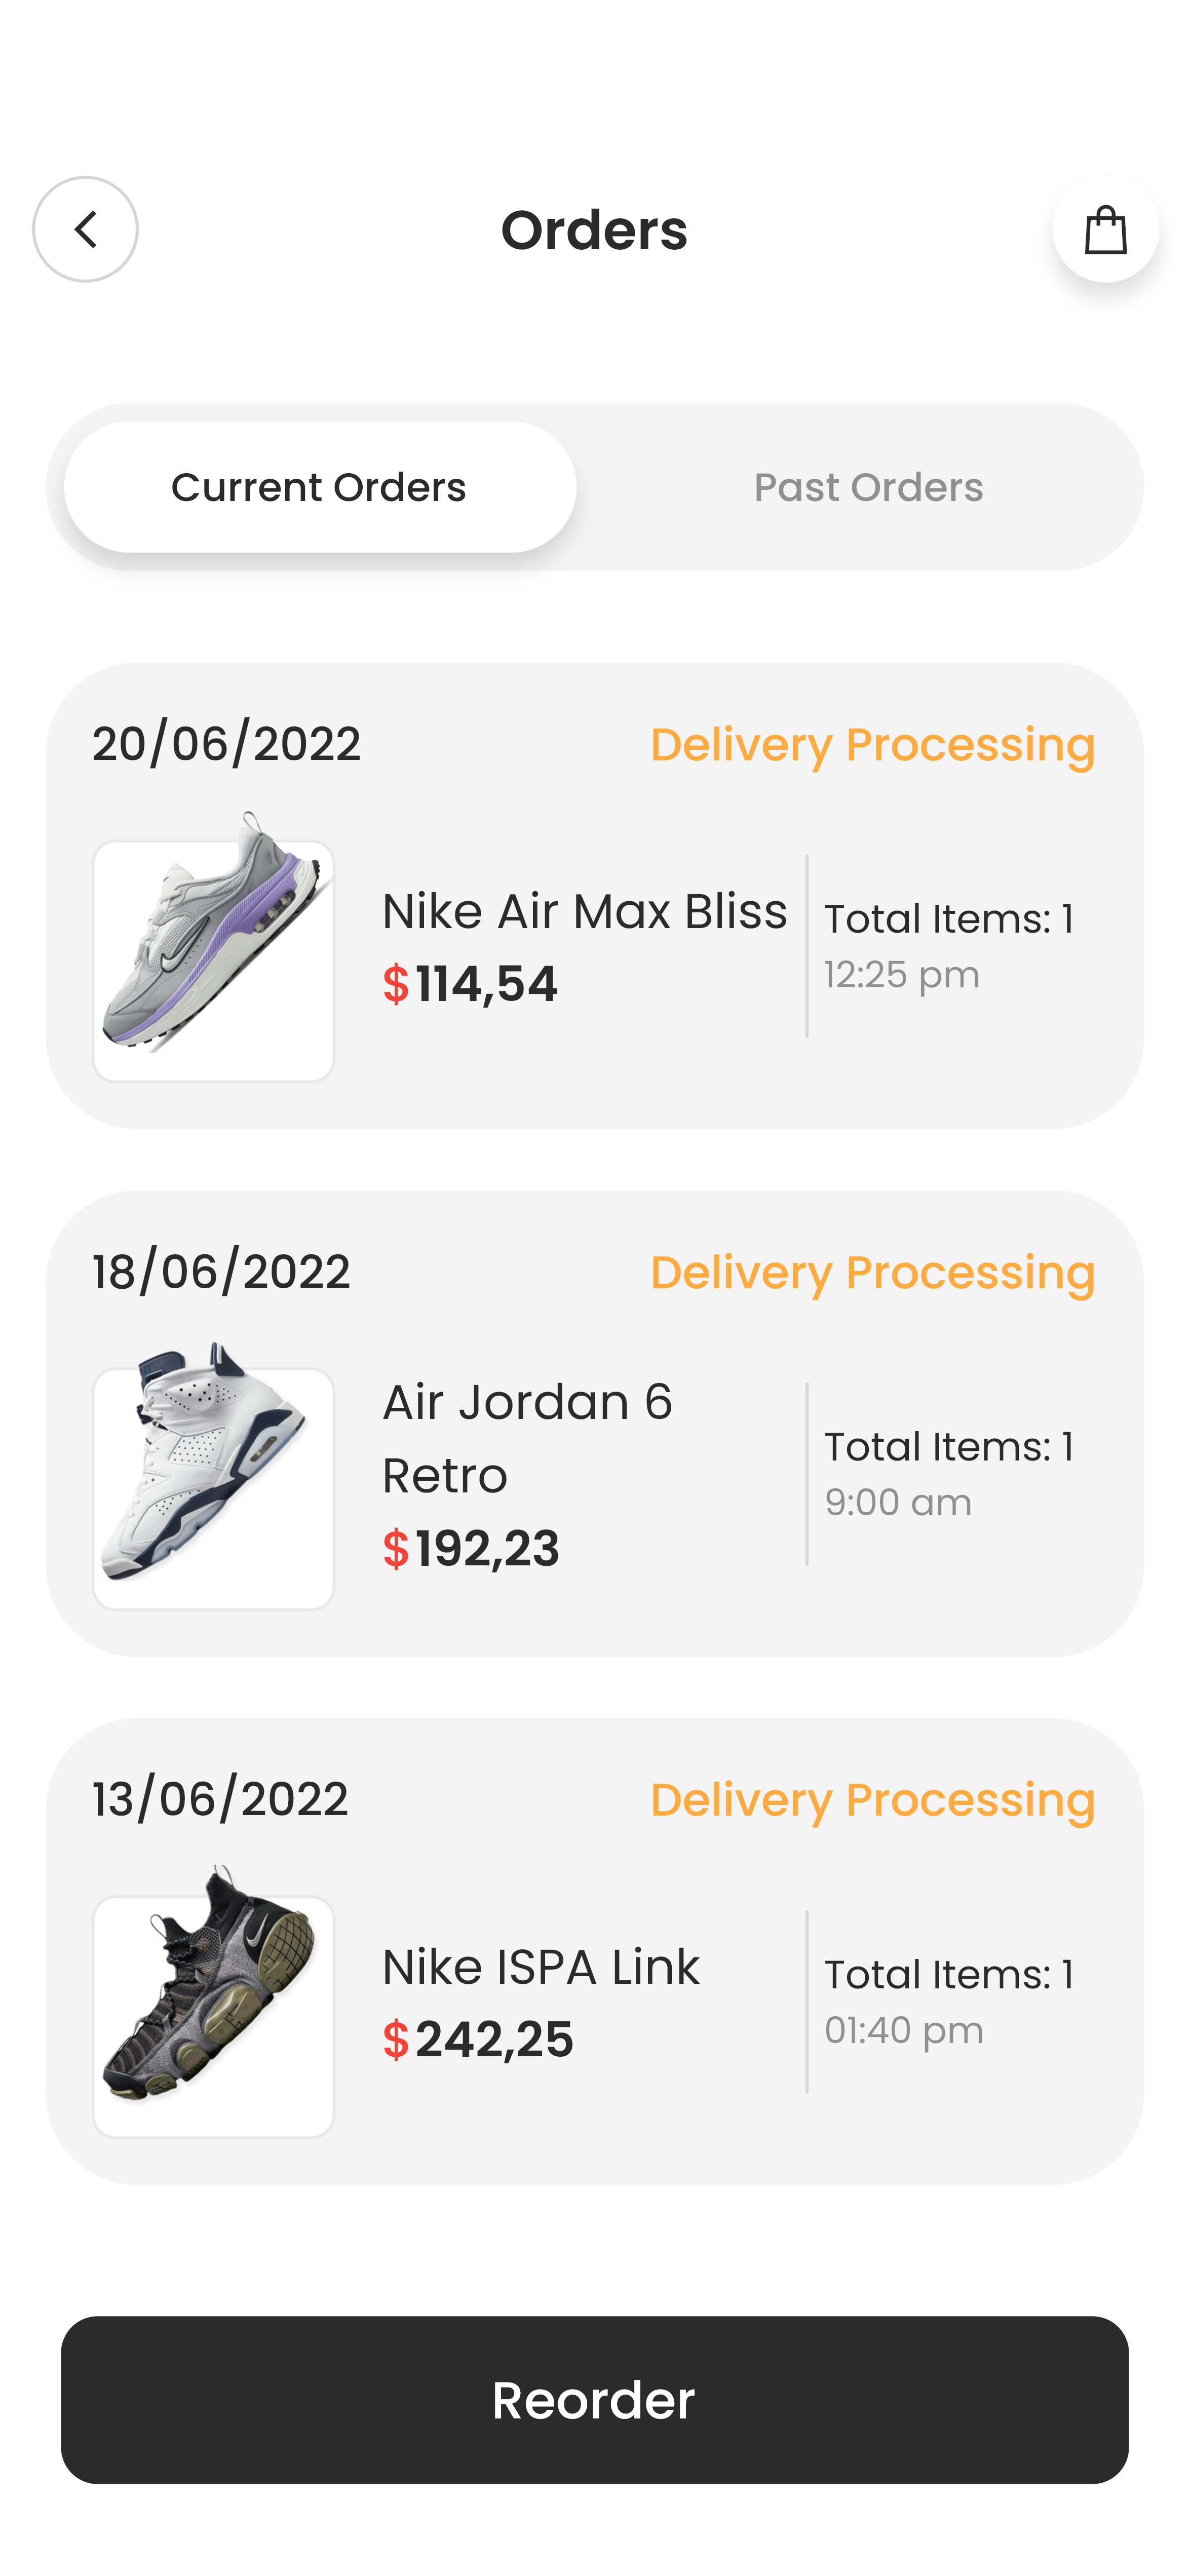 Orders
Current Orders
Past Orders
20/06/2022
Delivery Processing
Nike Air Max Bliss
$114,54
Total Items: 1
12:25 pm
18/06/2022
Delivery Processing
Air Jordan 6
Retro
$192,23
Total Items: 1
9:00 am
13/06/2022
Delivery Processing
Nike ISPA Link
$242,25
Total Items: 1
01:40 pm
Reorder